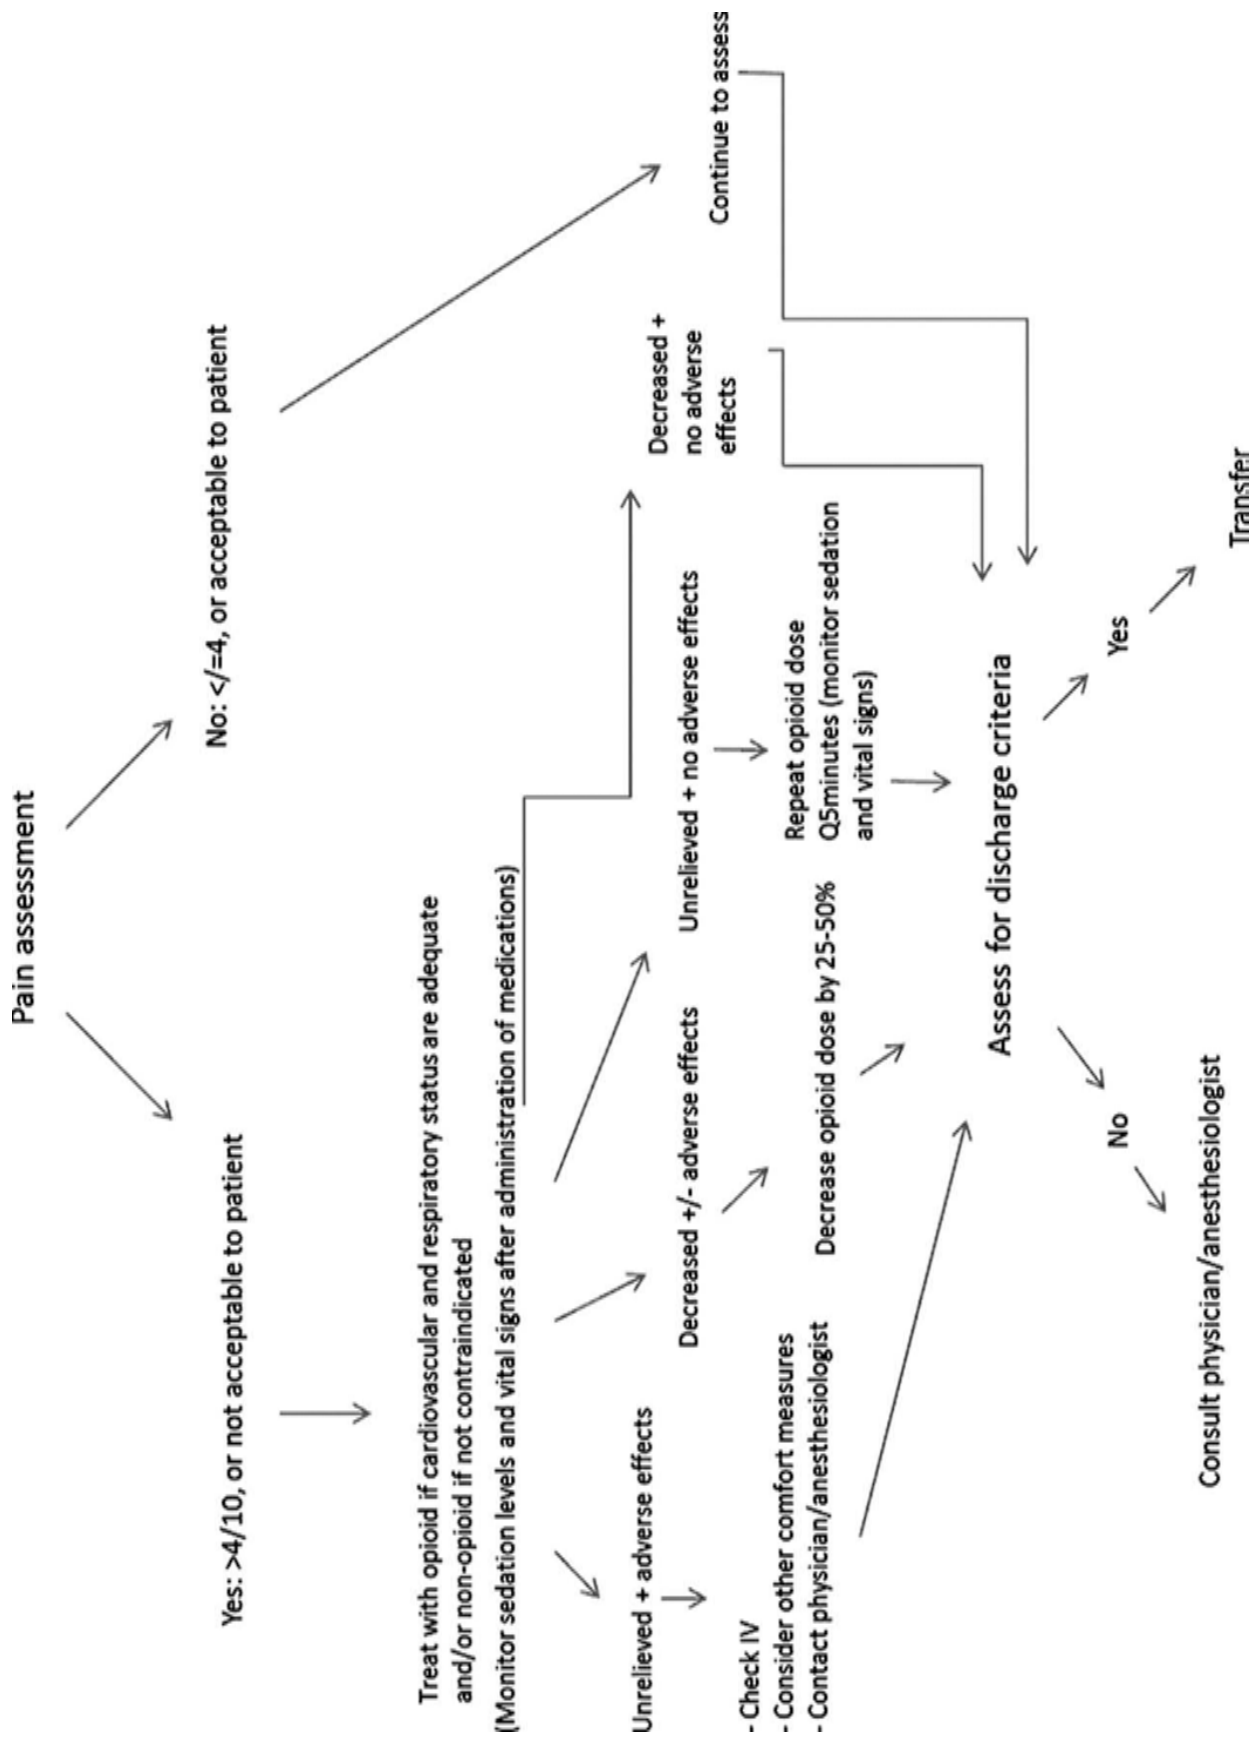 Pain assessment
Yes: >4/10, or not acceptable to patient
No: </=4, or acceptable to patient
Treat with opioid if cardiovascular and respiratory status are adequate
and/or non-opioid if not contraindicated
(Monitor sedation levels and vital signs after administration of medications)
Unrelieved + adverse effects
Decreased +/- adverse effects
Unrelieved + no adverse effects
Decreased +
no adverse
effects
Continue to assess
- Check IV
- Consider other comfort measures
- Contact physician/anesthesiologist
Decrease opioid dose by 25-50%
Repeat opioid dose
Q5minutes (monitor sedation
and vital signs)
Assess for discharge criteria
No
Yes
Consult physician/anesthesiologist
Transfer